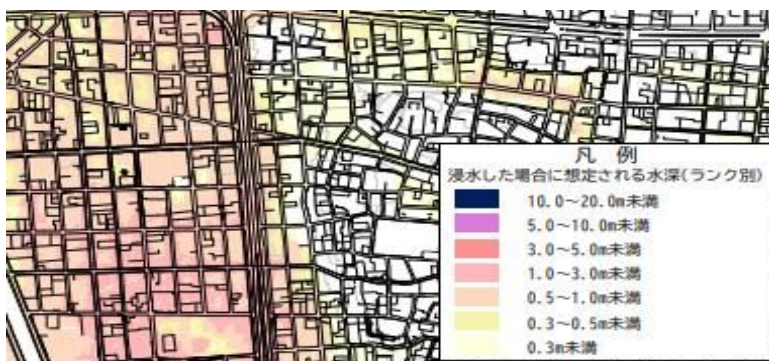 凡　例
浸水した場合に想定される水深(ランク別)
10.0～20.0m未満
5.0～10.0m未満
3.0～5.0m未満
1.0～3.0m未満
0.5～1.0m未満
0.3～0.5m未満
0.3m未満